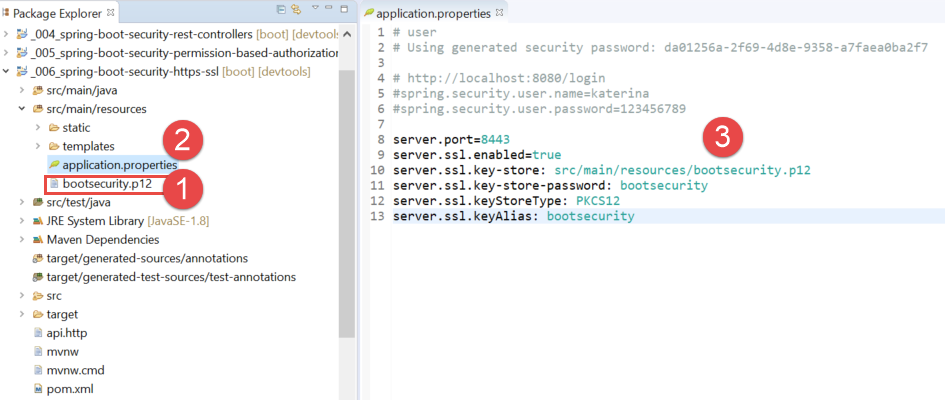 Package Explorer
_004_spring-boot-security-rest-controllers [boot] [devtools
_005_spring-boot-security-permission-based-authorization
_006_spring-boot-security-https-ssl [boot] [devtools]
src/main/java
src/main/resources
static
templates
application.properties
bootsecurity.p12
src/test/java
JRE System Library [JavaSE-1.8]
Maven Dependencies
target/generated-sources/annotations
target/generated-test-sources/test-annotations
src
target
api.http
mvnw
mvnw.cmd
pom.xml
2
1
application.properties
1 # user
2 # Using generated security password: da01256a-2f69-4d8e-9358-a7faea0ba2f7
3
4 # http://localhost:8080/login
5 #spring.security.user.name=katerina
6 #spring.security.user.password=123456789
7
8 server.port=8443
9 server.ssl.enabled=true
10 server.ssl.key-store: src/main/resources/bootsecurity.p12
11 server.ssl.key-store-password: bootsecurity
12 server.ssl.keyStoreType: PKCS12
13 server.ssl.keyAlias: bootsecurity
3